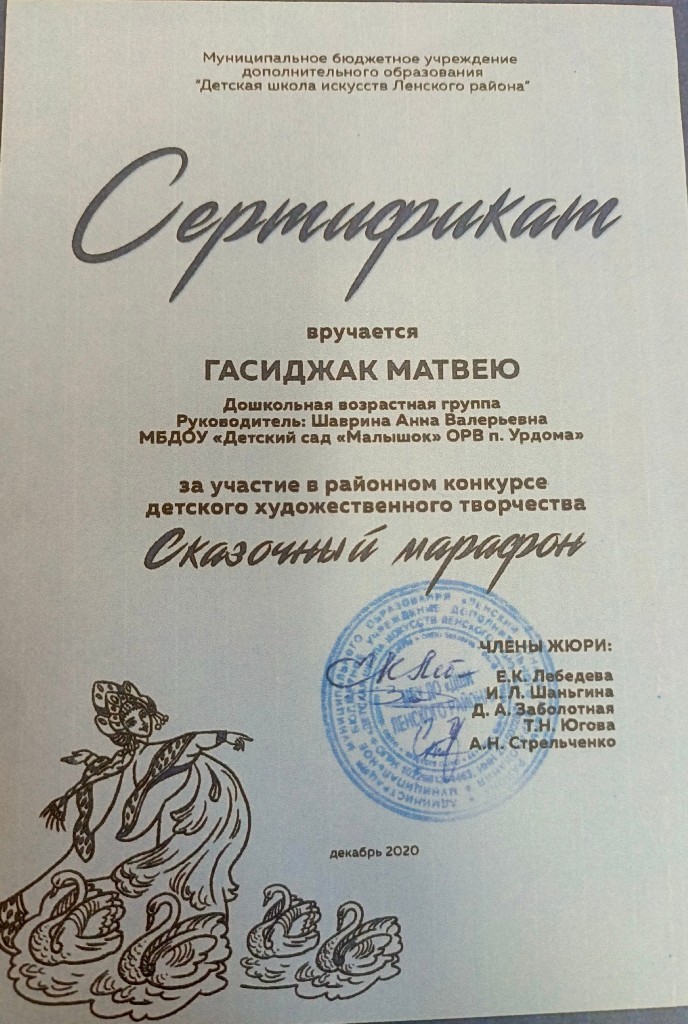 Муниципальное бюджетное учреждение
дополнительного образования
"Детская школа искусств Ленского района"
Сертификат
вручается
ГАСИДЖАК МАТВЕЮ
Дошкольная возрастная группа
Руководитель: Шаврина Анна Валерьевна
МБДОУ «Детский сад «Малышок» ОРВ п. Урдома»
за участие в районном конкурсе
детского художественного творчества
Сказочный марафон
ЧЛЕНЫ ЖЮРИ:
Е.К. Лебедева
И. Л. Шаньгина
Д. А. Заболотная
Т.Н. Югова
А.Н. Стрельченко
ЛЕНСКОГО РАЙОНА
декабрь 2020